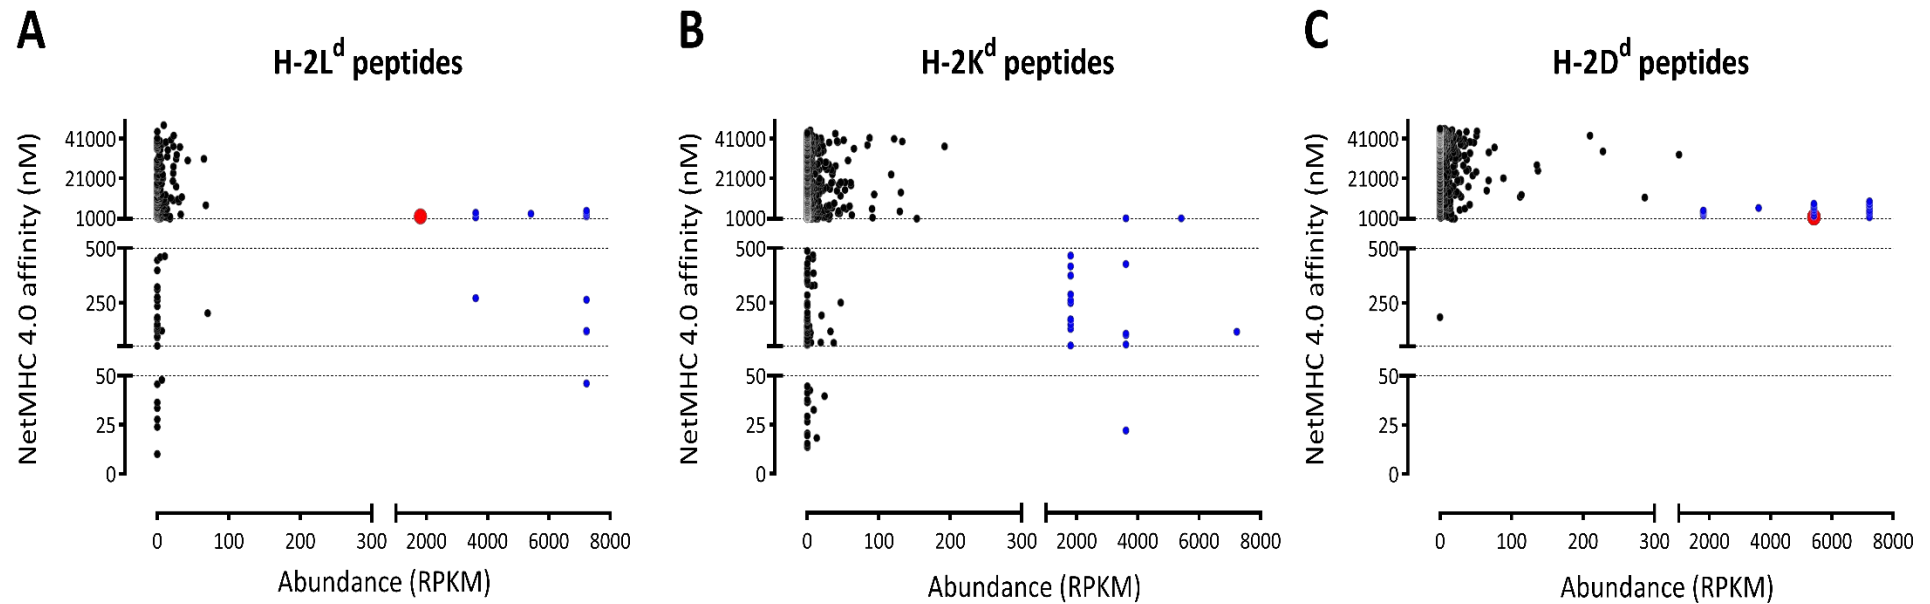 A
H-2Lᵈ peptides
NetMHC 4.0 affinity (nM)
41000
21000
1000
500
250
50
25
0
0 100 200 300 2000 4000 6000 8000
Abundance (RPKM)
B
H-2Kᵈ peptides
NetMHC 4.0 affinity (nM)
41000
21000
1000
500
250
50
25
0
0 100 200 300 2000 4000 6000 8000
Abundance (RPKM)
C
H-2Dᵈ peptides
NetMHC 4.0 affinity (nM)
41000
21000
1000
500
250
50
25
0
0 100 200 300 2000 4000 6000 8000
Abundance (RPKM)